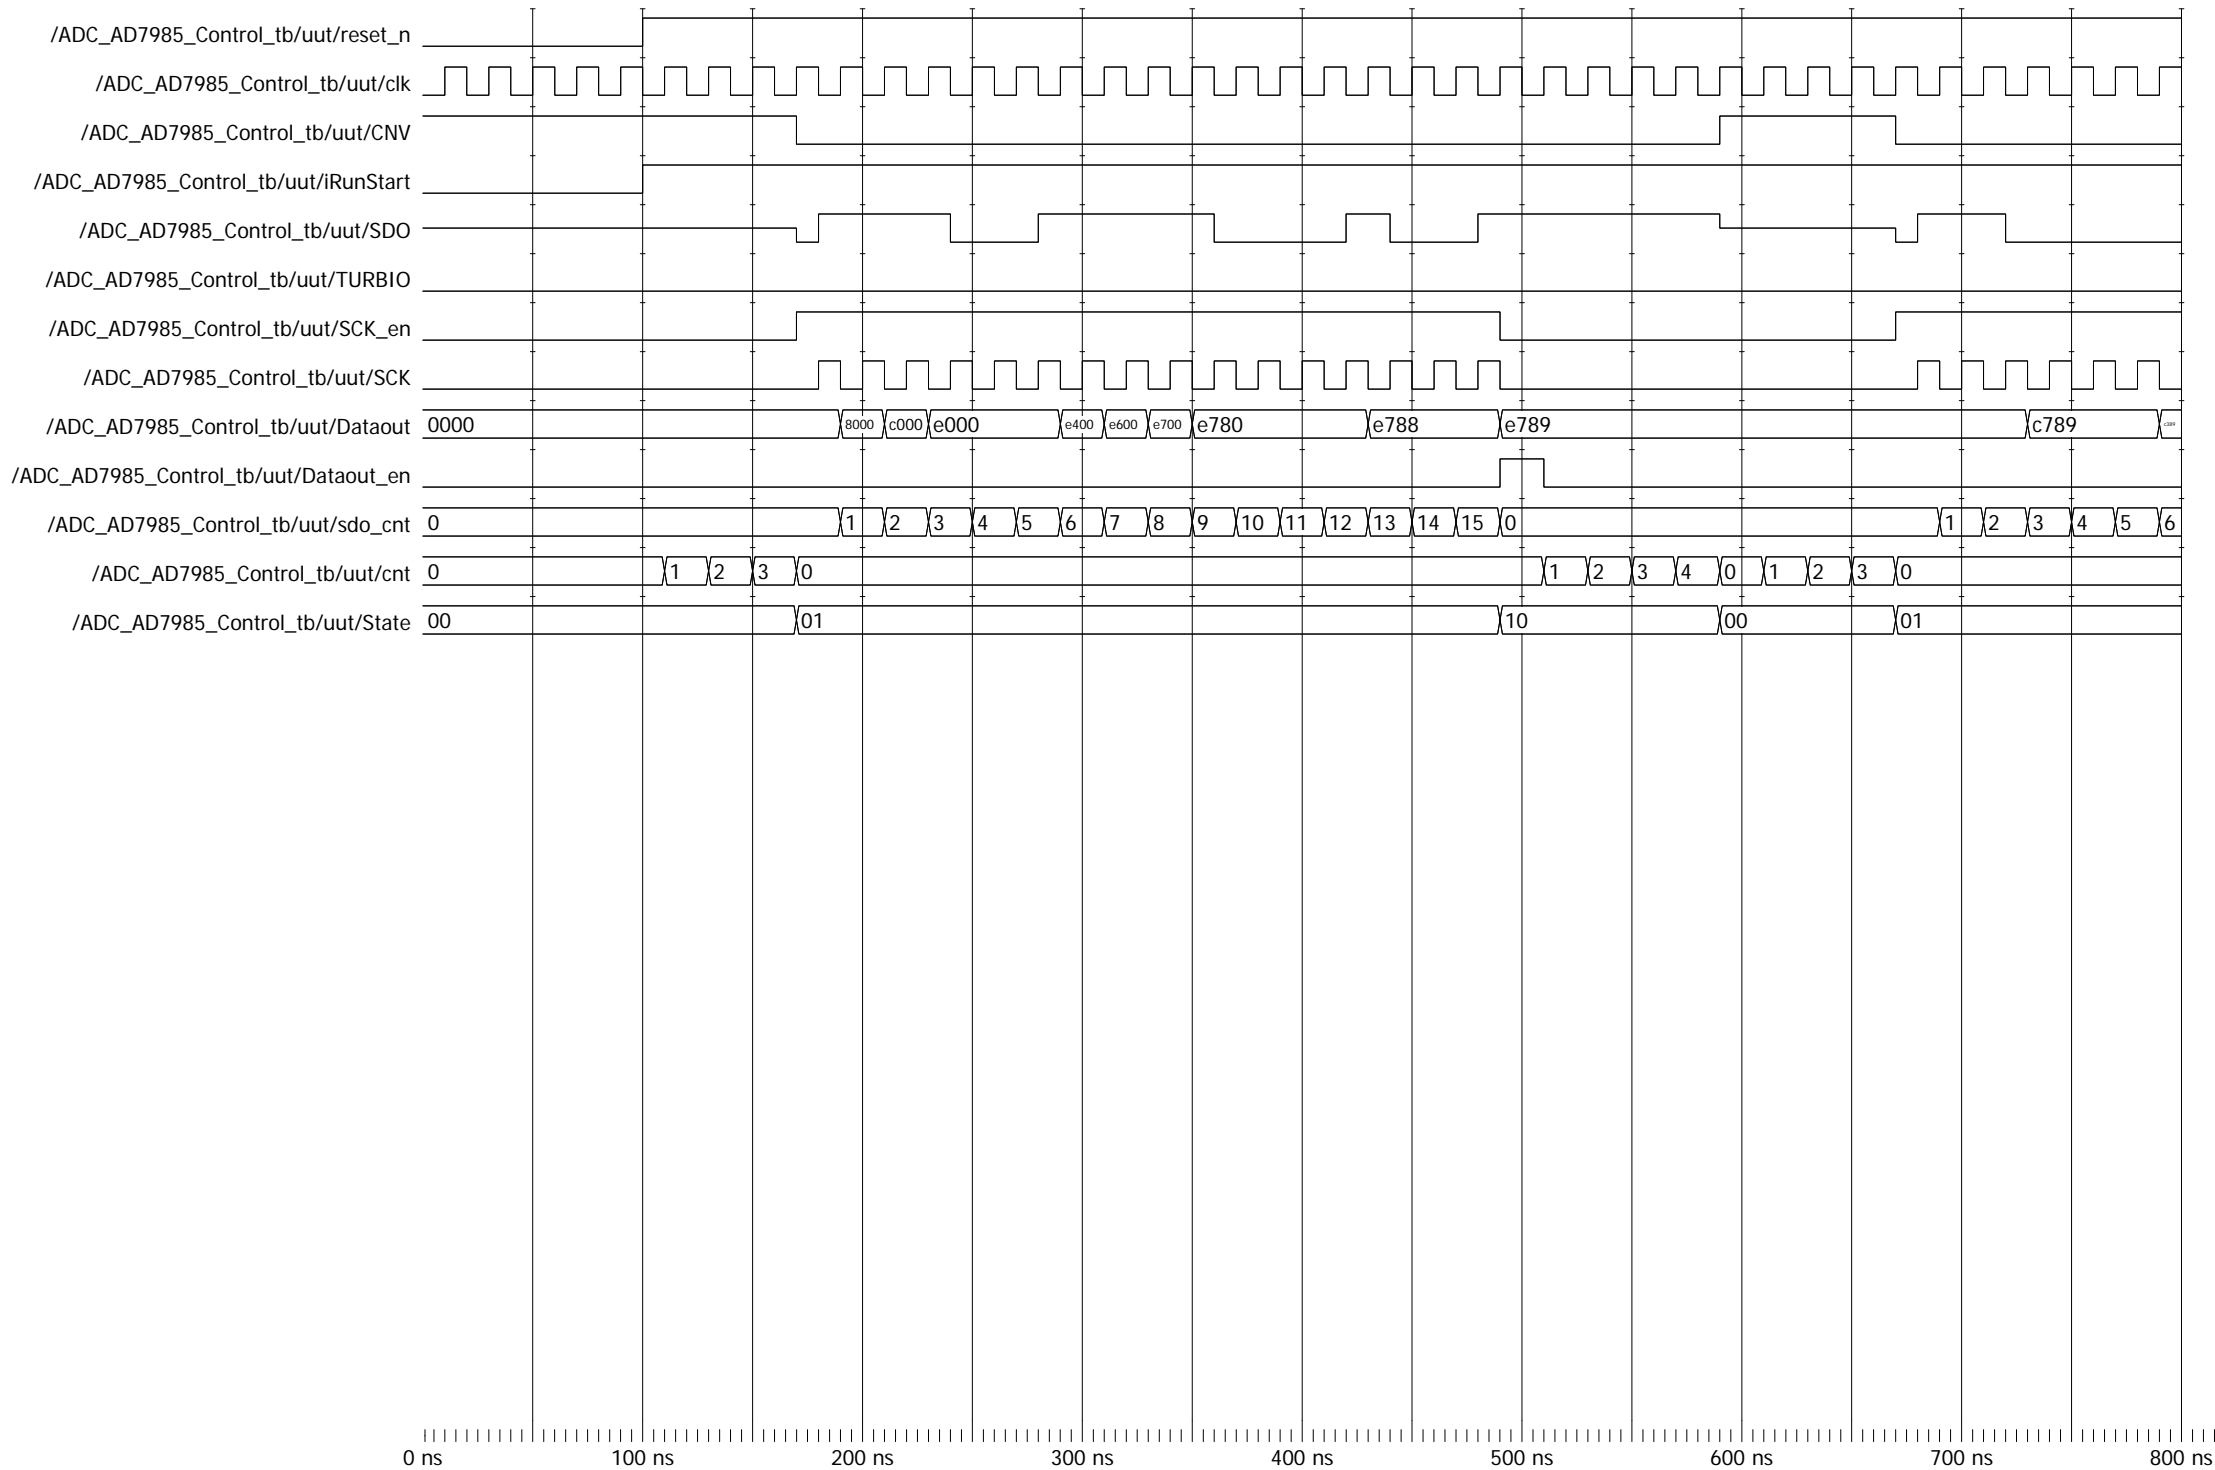 /ADC_AD7985_Control_tb/uut/reset_n
/ADC_AD7985_Control_tb/uut/clk
/ADC_AD7985_Control_tb/uut/CNV
/ADC_AD7985_Control_tb/uut/iRunStart
/ADC_AD7985_Control_tb/uut/SDO
/ADC_AD7985_Control_tb/uut/TURBIO
/ADC_AD7985_Control_tb/uut/SCK_en
/ADC_AD7985_Control_tb/uut/SCK
/ADC_AD7985_Control_tb/uut/Dataout 0000 8000 c000 e000 e400 e600 e700 e780 e788 e789 c789 c389
/ADC_AD7985_Control_tb/uut/Dataout_en
/ADC_AD7985_Control_tb/uut/sdo_cnt 0 1 2 3 4 5 6 7 8 9 10 11 12 13 14 15 0 1 2 3 4 5 6
/ADC_AD7985_Control_tb/uut/cnt 0 1 2 3 0 1 2 3 4 0 1 2 3 0
/ADC_AD7985_Control_tb/uut/State 00 01 10 00 01
0 ns 100 ns 200 ns 300 ns 400 ns 500 ns 600 ns 700 ns 800 ns